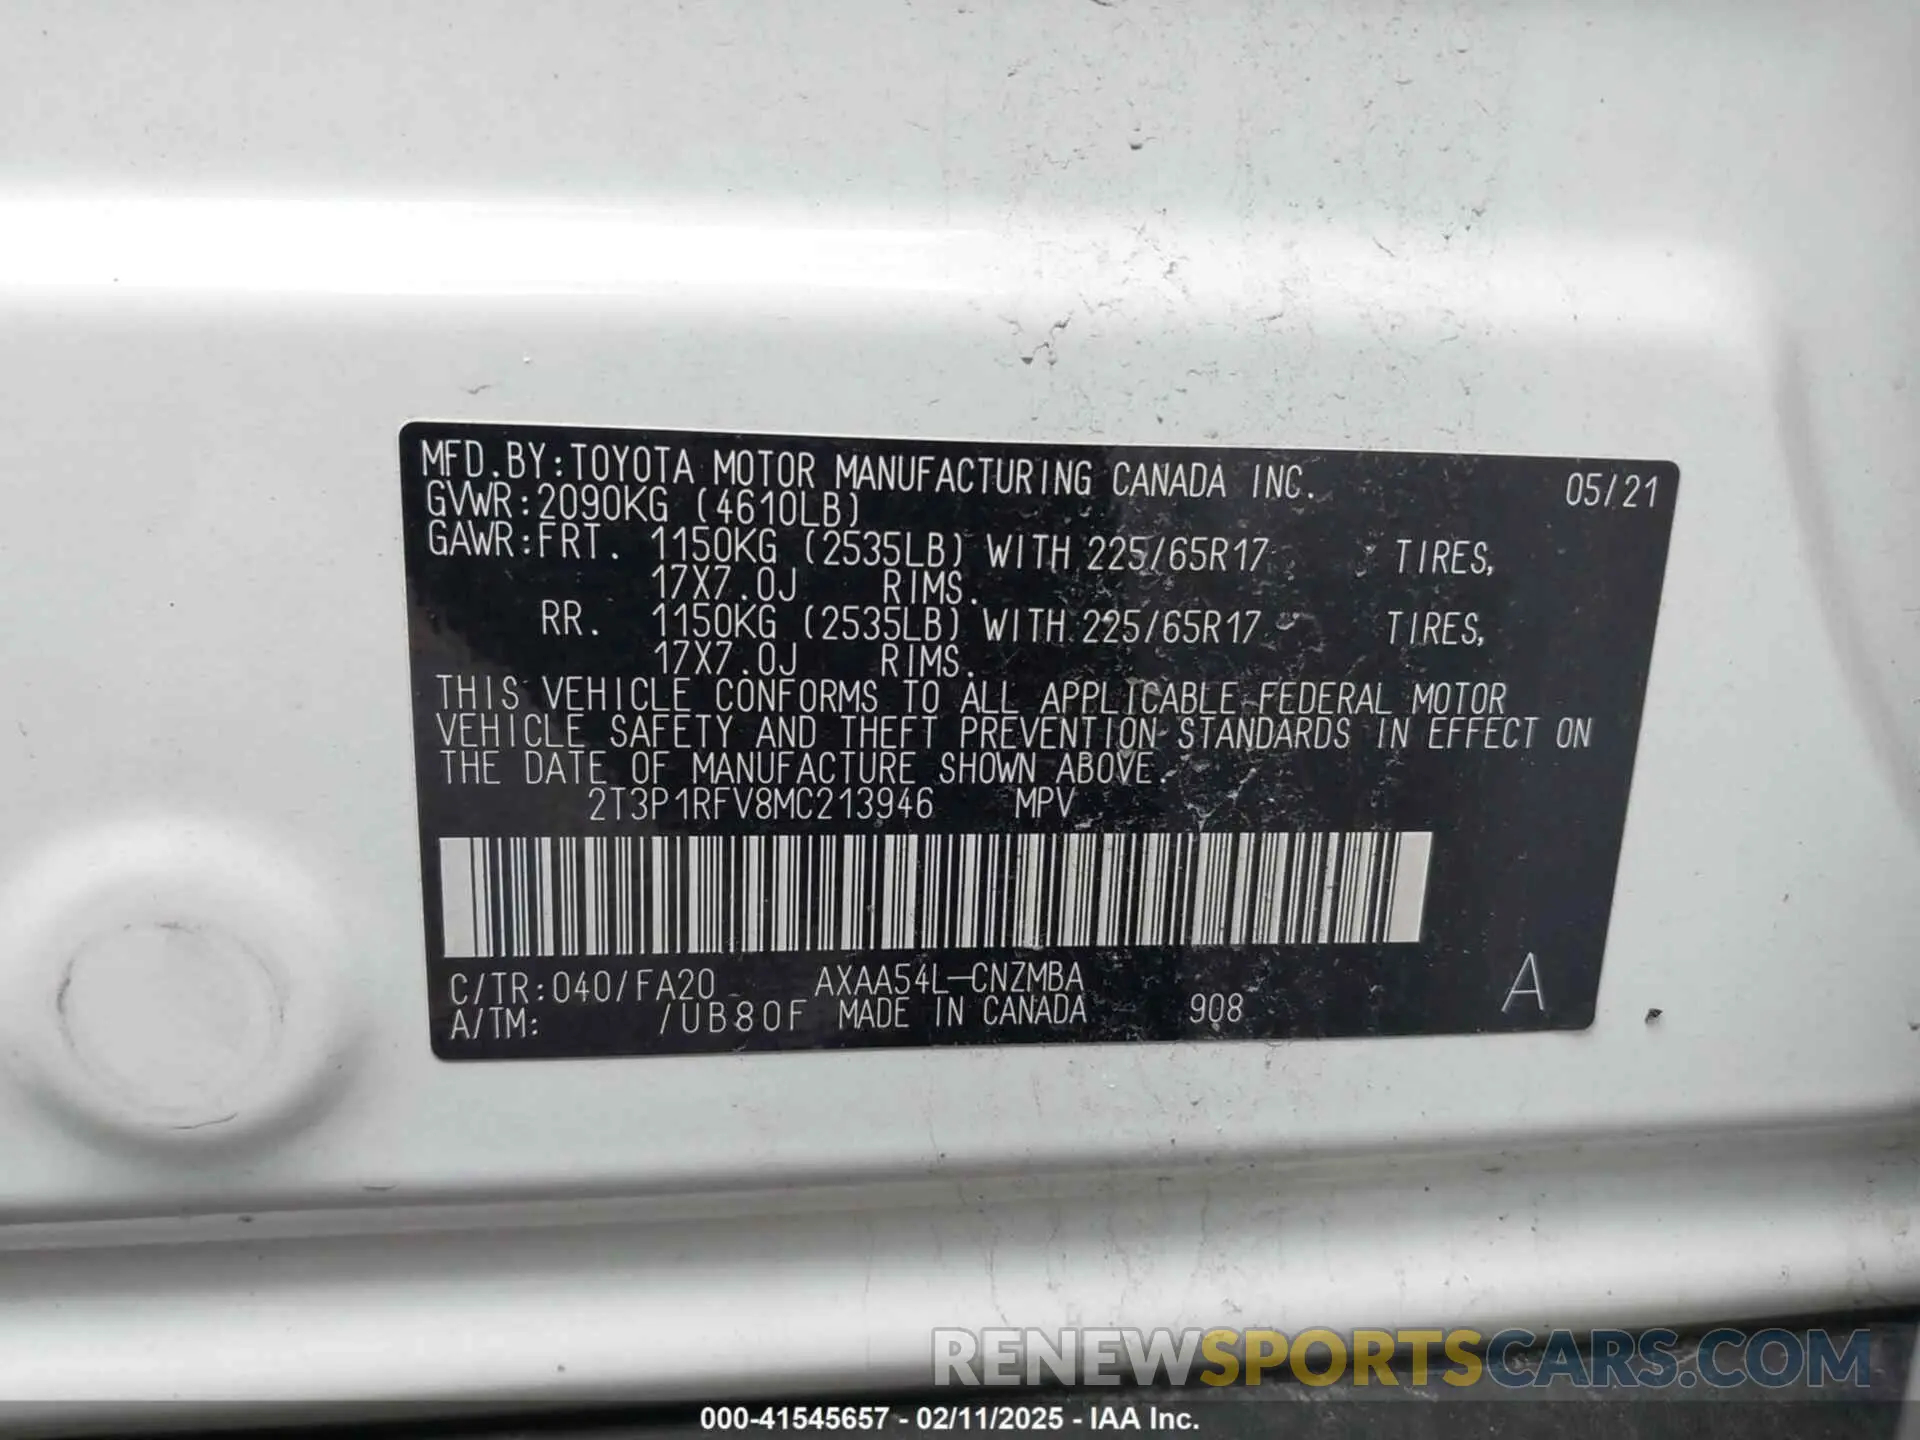 MFD.BY:TOYOTA MOTOR MANUFACTURING CANADA INC. 05/21
GVWR:2090KG (4610LB)
GAWR:FRT. 1150KG (2535LB) WITH 225/65R17 TIRES,
17X7.0J RIMS.
RR. 1150KG (2535LB) WITH 225/65R17 TIRES,
17X7.0J RIMS.
THIS VEHICLE CONFORMS TO ALL APPLICABLE FEDERAL MOTOR
VEHICLE SAFETY AND THEFT PREVENTION STANDARDS IN EFFECT ON
THE DATE OF MANUFACTURE SHOWN ABOVE.
2T3P1RFV8MC213946 MPV
C/TR:040/FA20 AXAA54L-CNZMBA A
A/TM: /UB80F MADE IN CANADA 908
RENEWSPORTSCARS.COM
000-41545657 - 02/11/2025 - IAA Inc.